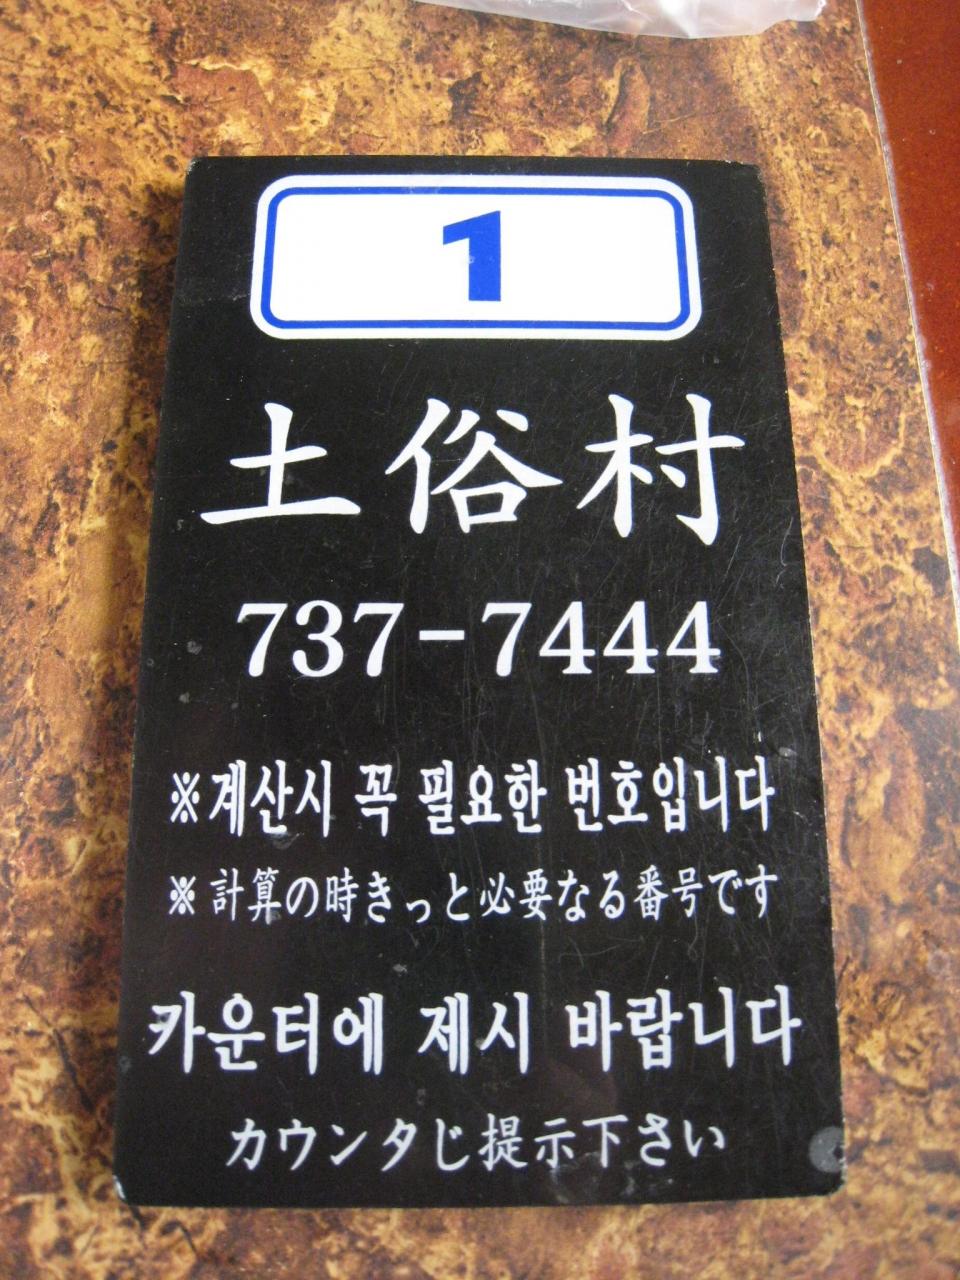 1
土俗村
737-7444
※계산시 꼭 필요한 번호입니다
※計算の時きっと必要なる番号です
카운터에 제시 바랍니다
カウンタじ提示下さい